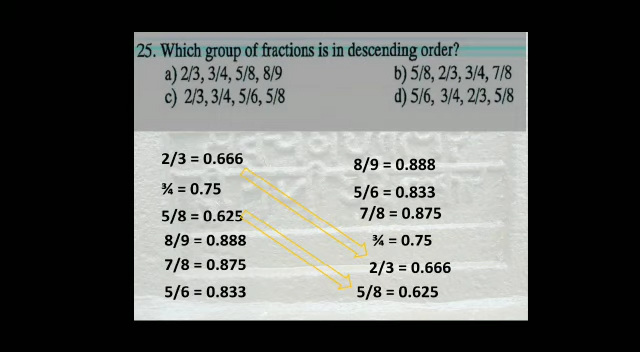 25. Which group of fractions is in descending order?
a) 2/3, 3/4, 5/8, 8/9 b) 5/8, 2/3, 3/4, 7/8
c) 2/3, 3/4, 5/6, 5/8 d) 5/6, 3/4, 2/3, 5/8
2/3 = 0.666
¾ = 0.75
5/8 = 0.625
8/9 = 0.888
7/8 = 0.875
5/6 = 0.833
8/9 = 0.888
5/6 = 0.833
7/8 = 0.875
¾ = 0.75
2/3 = 0.666
5/8 = 0.625